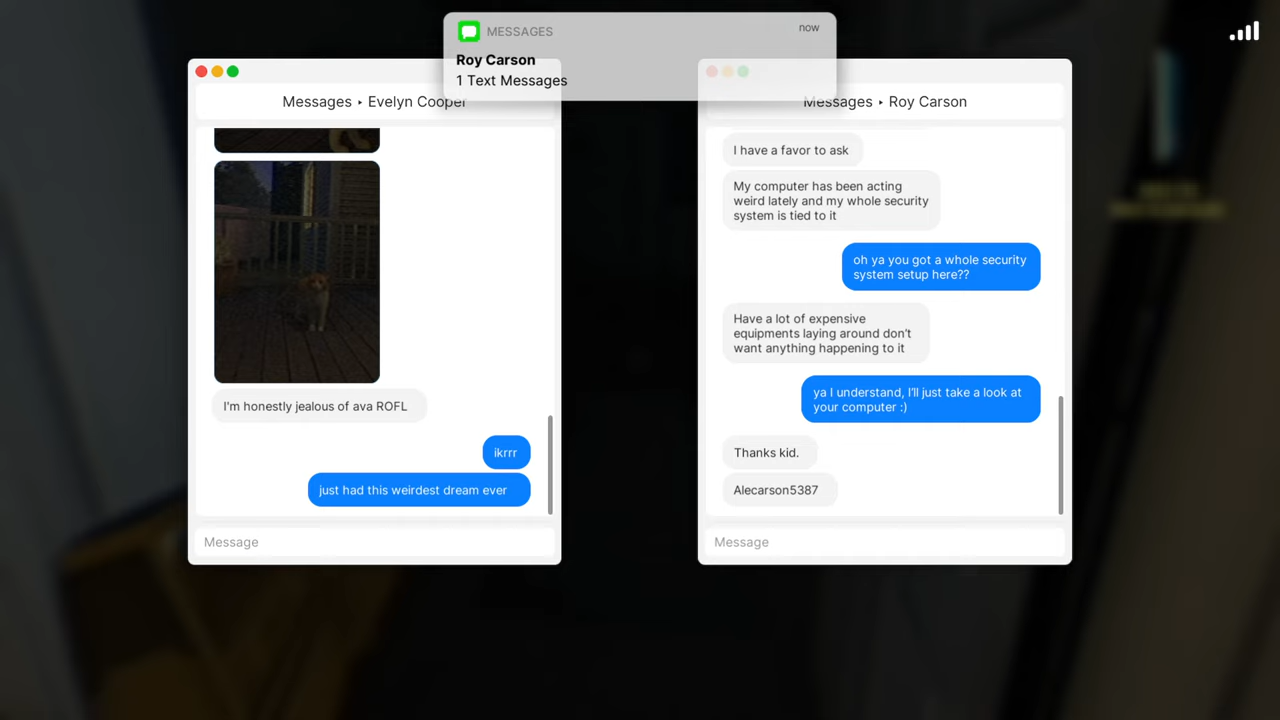 MESSAGES
now
Roy Carson
1 Text Messages
Messages ‣ Evelyn Cooper
I'm honestly jealous of ava ROFL
ikrrr
just had this weirdest dream ever
Message
Messages ‣ Roy Carson
I have a favor to ask
My computer has been acting
weird lately and my whole security
system is tied to it
oh ya you got a whole security
system setup here??
Have a lot of expensive
equipments laying around don't
want anything happening to it
ya I understand, I'll just take a look at
your computer :)
Thanks kid.
Alecarson5387
Message